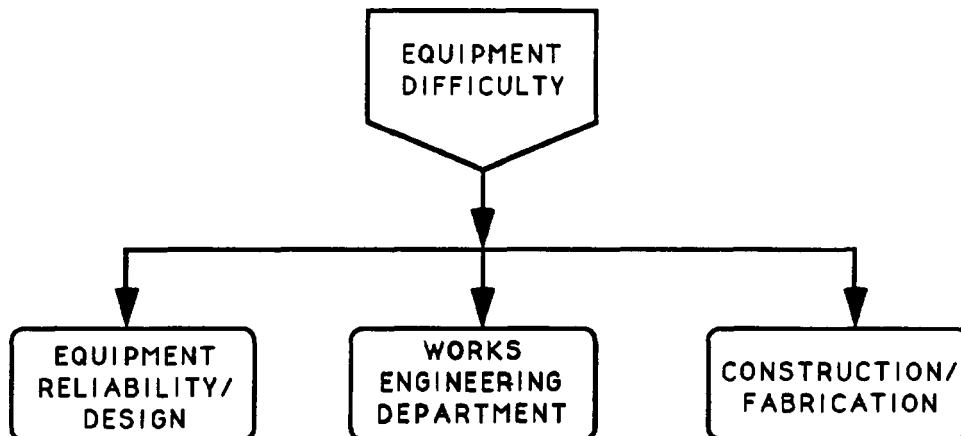 EQUIPMENT
DIFFICULTY
EQUIPMENT
RELIABILITY/
DESIGN
WORKS
ENGINEERING
DEPARTMENT
CONSTRUCTION/
FABRICATION